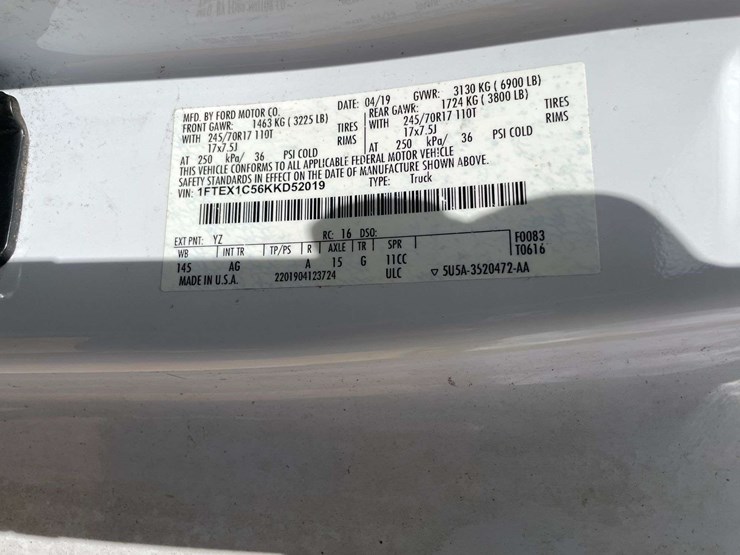 MFD. BY FORD MOTOR CO. DATE: 04/19 GVWR: 3130 KG ( 6900 LB)
FRONT GAWR: 1463 KG ( 3225 LB) REAR GAWR: 1724 KG ( 3800 LB)
WITH 245/70R17 110T TIRES WITH 245/70R17 110T TIRES
17x7.5J RIMS 17x7.5J RIMS
AT 250 kPa/ 36 PSI COLD AT 250 kPa/ 36 PSI COLD
THIS VEHICLE CONFORMS TO ALL APPLICABLE FEDERAL MOTOR VEHICLE
SAFETY STANDARDS IN EFFECT ON THE DATE OF MANUFACTURE SHOWN ABOVE.
VIN: 1FTEX1C56KKD52019 TYPE: Truck
EXT PNT: YZ RC: 16 DSO: F0083
WB INT TR TP/PS R AXLE TR SPR T0616
145 AG A 15 G 11CC
MADE IN U.S.A. 2201904123724 ULC ▽ 5U5A-3520472-AA